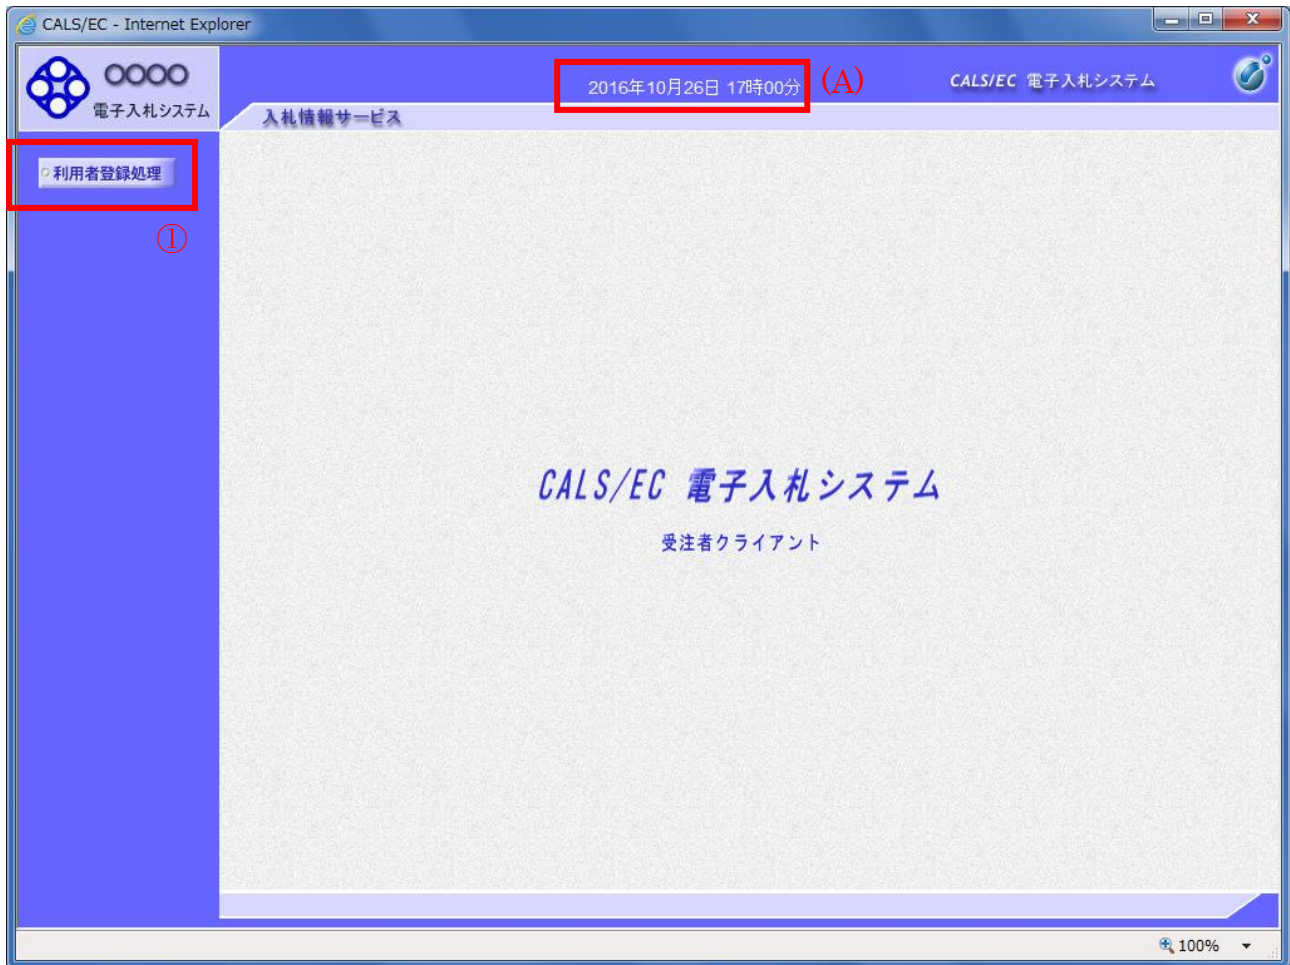 CALS/EC - Internet Explorer
○○○○
電子入札システム
2016年10月26日 17時00分
(A)
CALS/EC 電子入札システム
入札情報サービス
利用者登録処理
①
CALS/EC 電子入札システム
受注者クライアント
100%